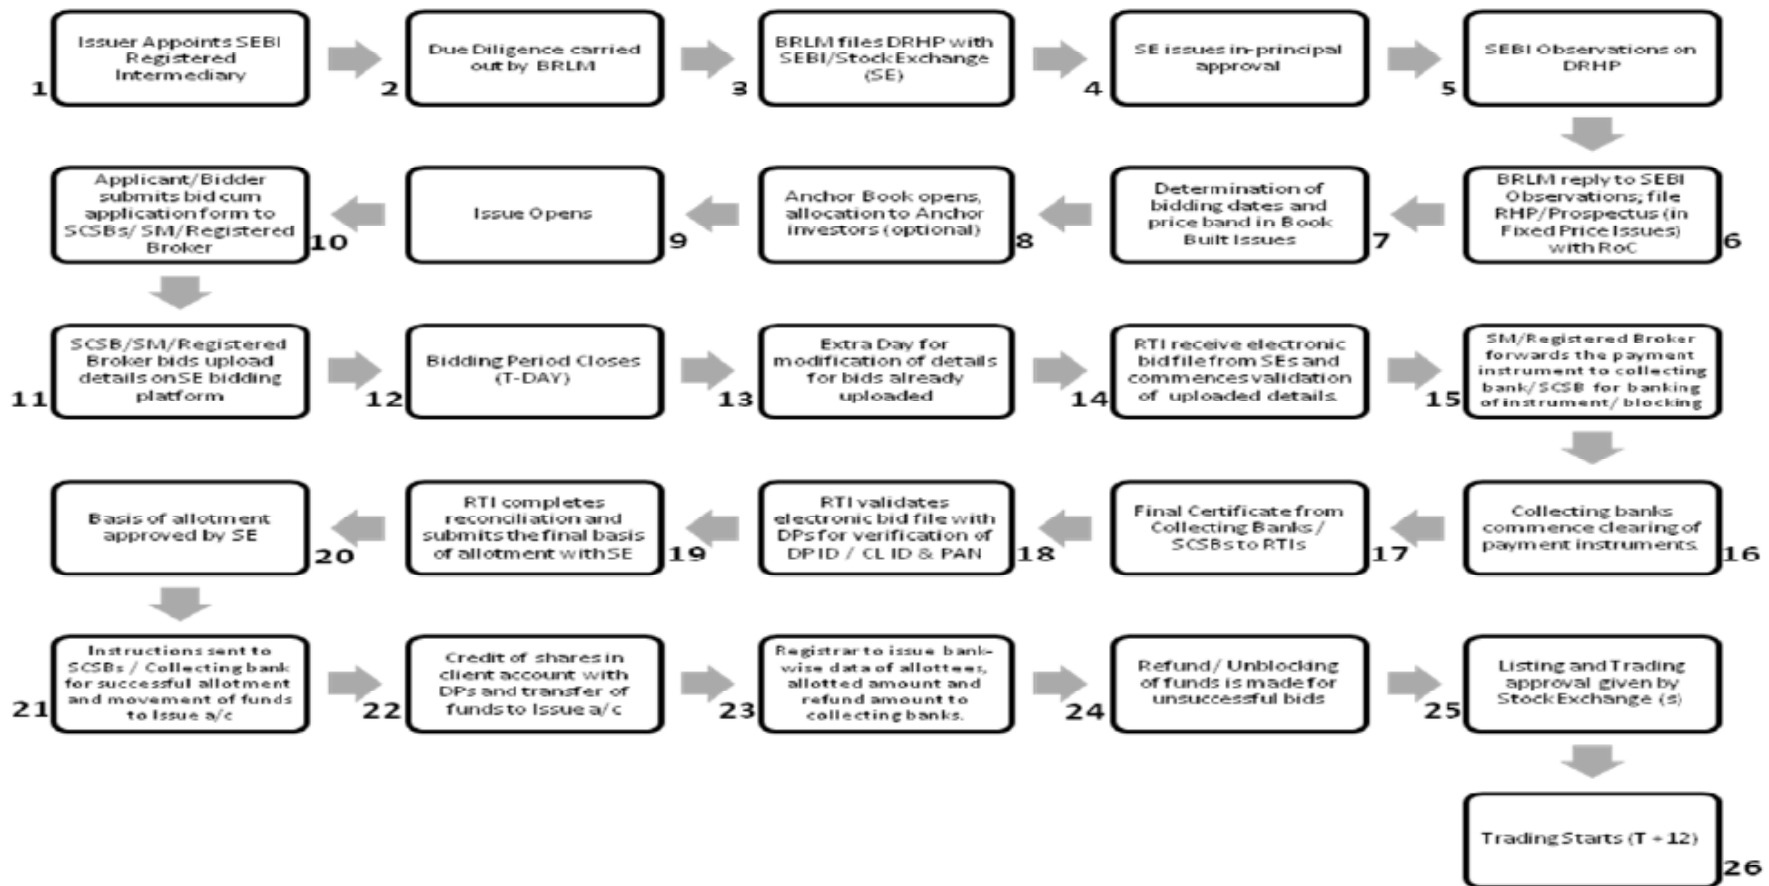 Issuer Appoints SEBI
Registered
Intermediary
1
Due Diligence carried
out by BRLM
2
BRLM files DRHP with
SEBI/Stock Exchange
(SE)
3
SE issues in-principal
approval
4
SEBI Observations on
DRHP
5
BRLM reply to SEBI
Observations; file
RHP/Prospectus (in
Fixed Price Issues)
with RoC
6
Determination of
bidding dates and
price band in Book
Built Issues
7
Anchor Book opens,
allocation to Anchor
investors (optional)
8
Issue Opens
9
Applicant/Bidder
submits bid cum
application form to
SCSBs/ SM/Registered
Broker
10
SCSB/SM/Registered
Broker bids upload
details on SE bidding
platform
11
Bidding Period Closes
(T-DAY)
12
Extra Day for
modification of details
for bids already
uploaded
13
RTI receive electronic
bid file from SEs and
commences validation
of uploaded details.
14
SM/Registered Broker
forwards the payment
instrument to collecting
bank/SCSB for banking
of instrument/ blocking
15
Collecting banks
commence clearing of
payment instruments.
16
Final Certificate from
Collecting Banks /
SCSBs to RTIs
17
RTI validates
electronic bid file with
DPs for verification of
DP ID / CL ID & PAN
18
RTI completes
reconciliation and
submits the final basis
of allotment with SE
19
Basis of allotment
approved by SE
20
Instructions sent to
SCSBs / Collecting bank
for successful allotment
and movement of funds
to Issue a/c
21
Credit of shares in
client account with
DPs and transfer of
funds to Issue a/c
22
Registrar to issue bank-
wise data of allottees,
allotted amount and
refund amount to
collecting banks.
23
Refund/ Unblocking
of funds is made for
unsuccessful bids
24
Listing and Trading
approval given by
Stock Exchange (s)
25
Trading Starts (T + 12)
26